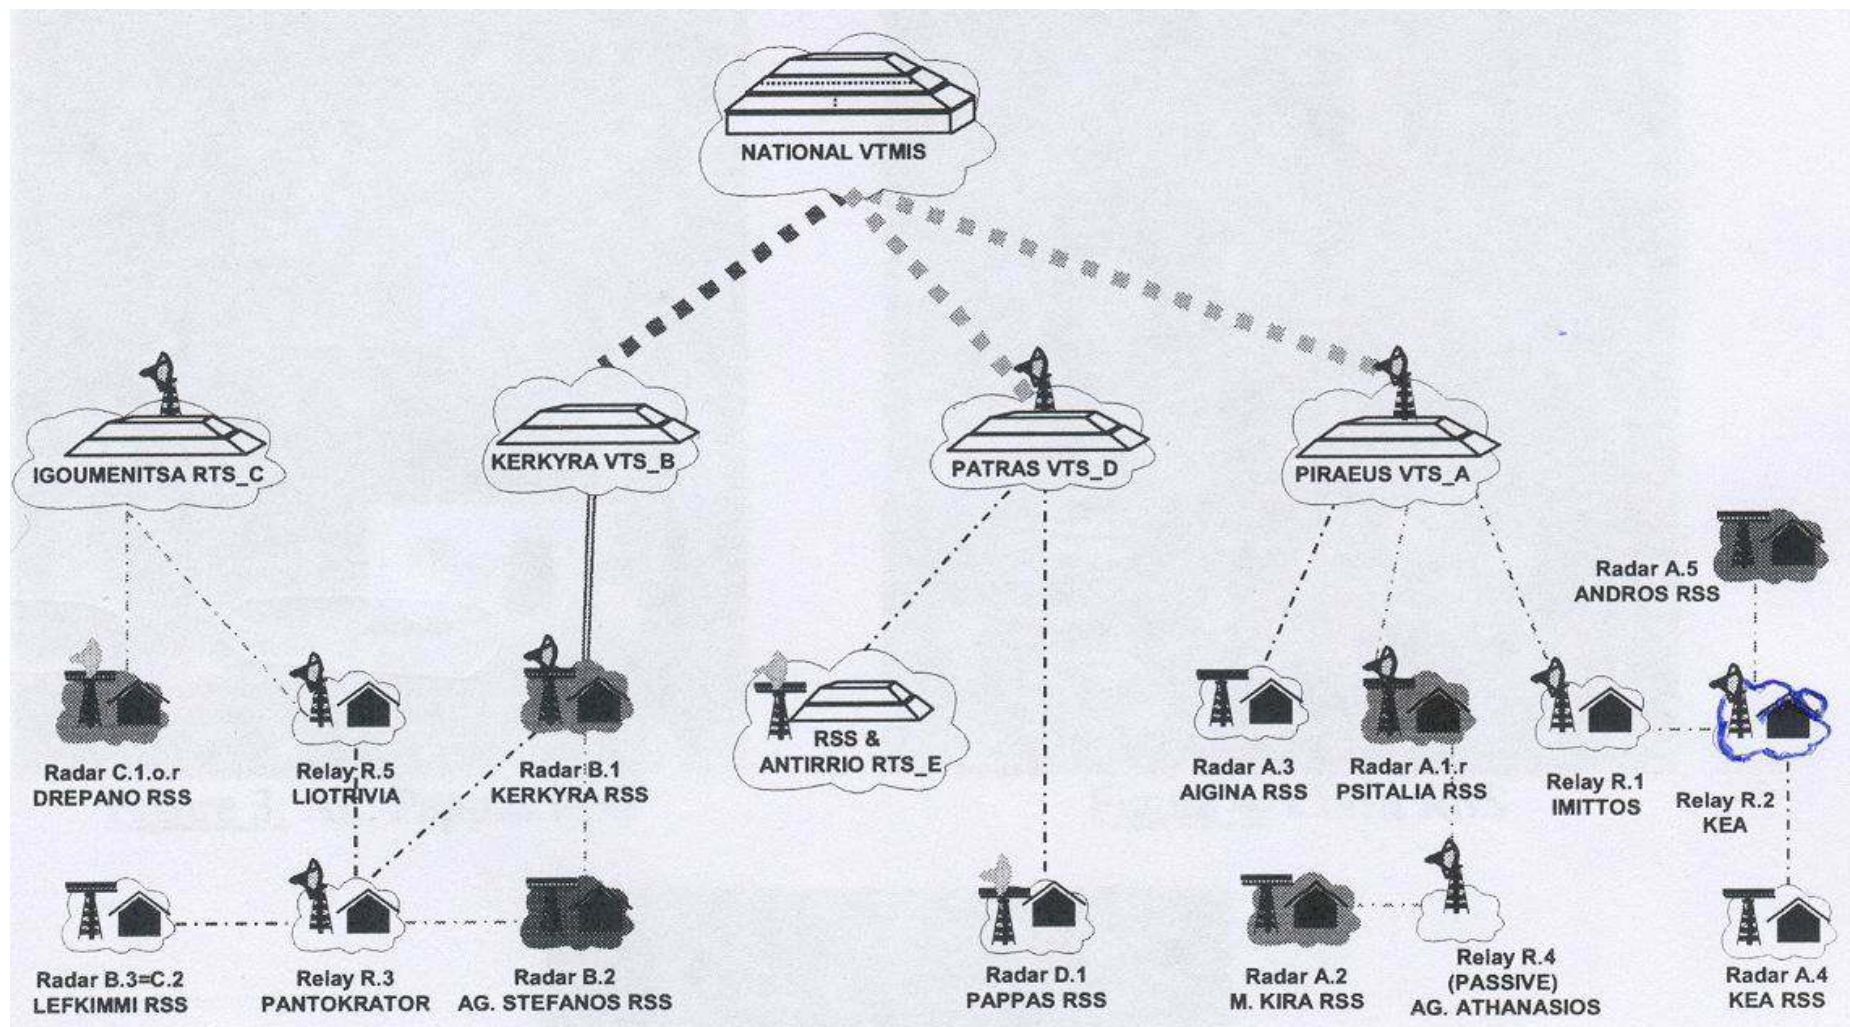 NATIONAL VTMIS
IGOUMENITSA RTS_C
KERKYRA VTS_B
PATRAS VTS_D
PIRAEUS VTS_A
Radar A.5
ANDROS RSS
Radar C.1.o.r
DREPANO RSS
Relay R.5
LIOTRIVIA
Radar B.1
KERKYRA RSS
RSS &
ANTIRRIO RTS_E
Radar A.3
AIGINA RSS
Radar A.1.r
PSITALIA RSS
Relay R.1
IMITTOS
Relay R.2
KEA
Radar B.3=C.2
LEFKIMMI RSS
Relay R.3
PANTOKRATOR
Radar B.2
AG. STEFANOS RSS
Radar D.1
PAPPAS RSS
Radar A.2
M. KIRA RSS
Relay R.4
(PASSIVE)
AG. ATHANASIOS
Radar A.4
KEA RSS